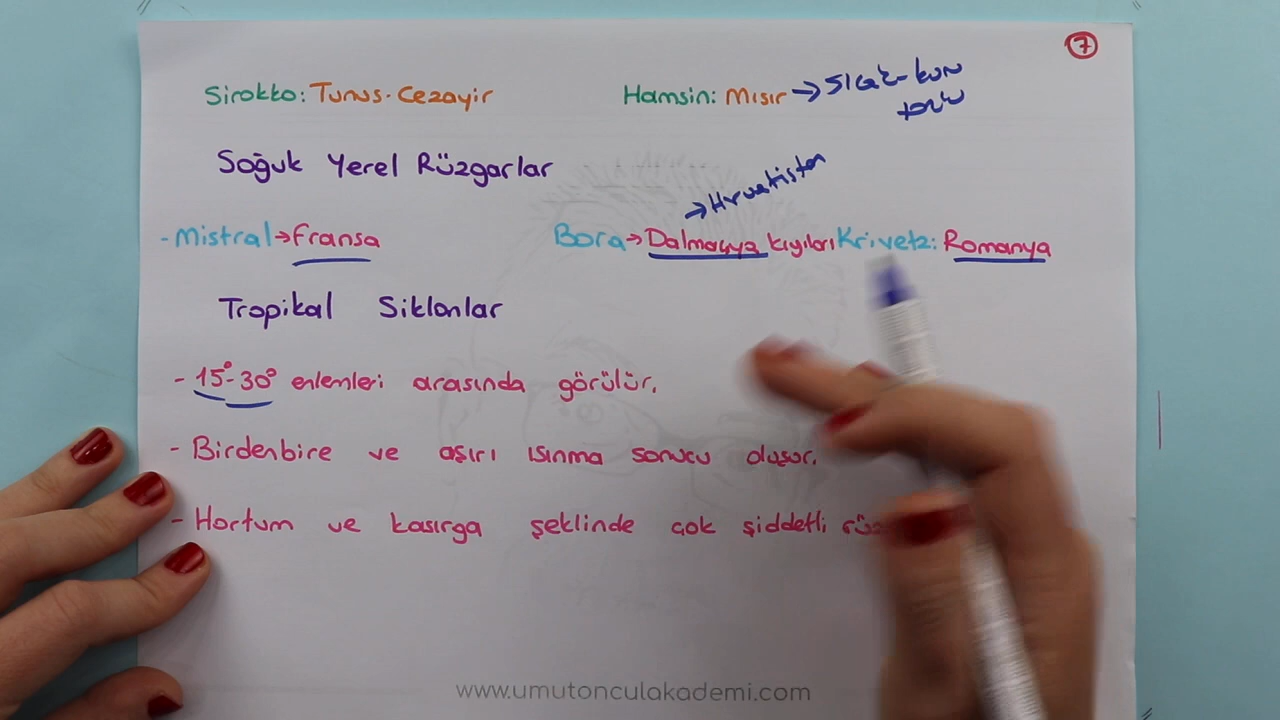 7
Sirokko: Tunus-Cezayir Hamsin: Mısır → sıcak-kuru
Soğuk Yerel Rüzgarlar
→ Hırvatistan
-Mistral→Fransa Bora→Dalmaçya kıyıları Krivetz: Romanya
Tropikal Siklonlar
- 15°-30° enlemleri arasında görülür.
- Birdenbire ve aşırı ısınma sonucu oluşur.
- Hortum ve kasırga şeklinde çok şiddetli
www.umutonculakademi.com